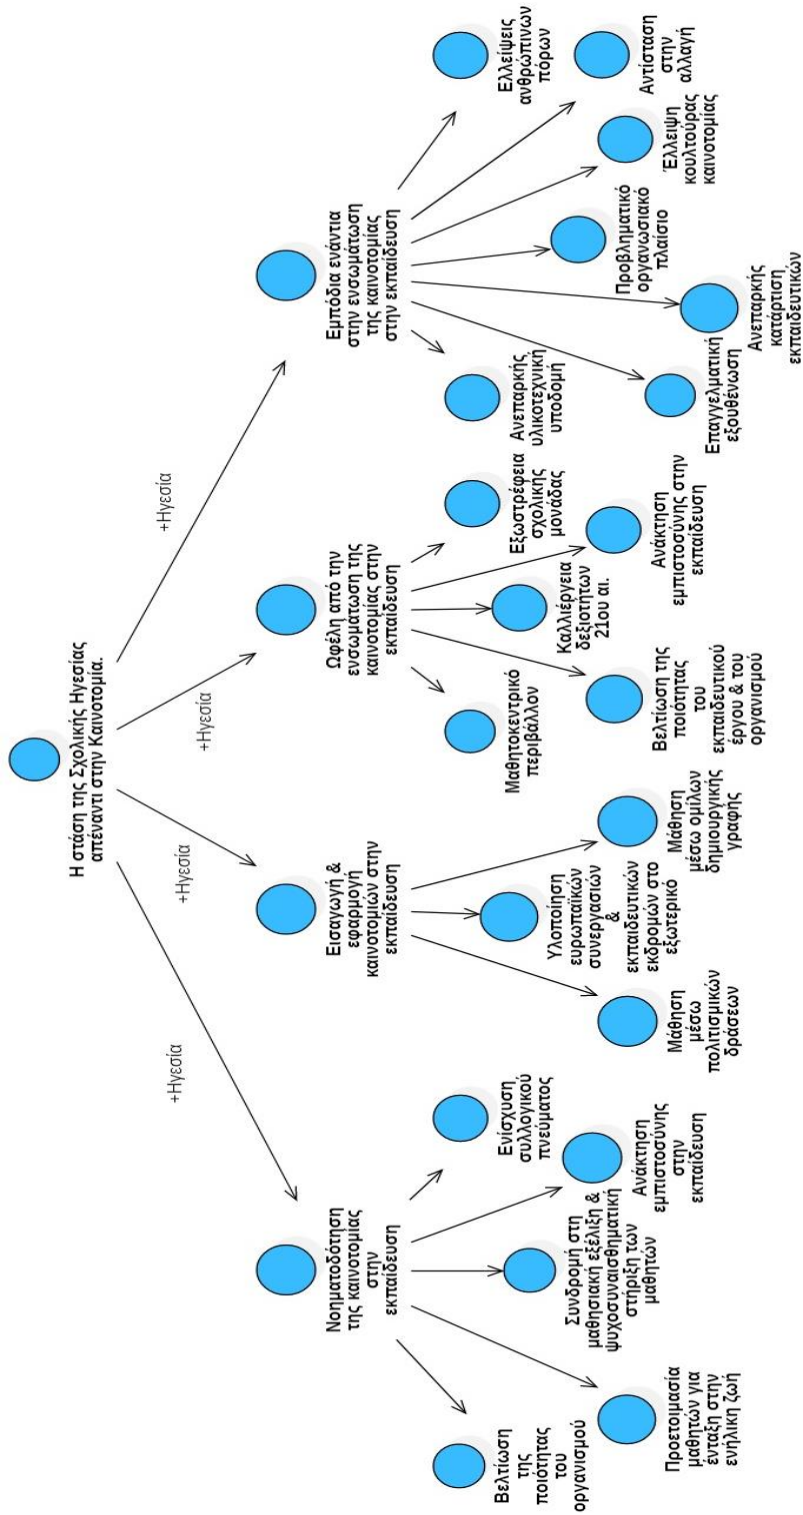 Η στάση της Σχολικής Ηγεσίας
απέναντι στην Καινοτομία.
+Ηγεσία
+Ηγεσία
+Ηγεσία
+Ηγεσία
Νοηματοδότηση
της καινοτομίας
στην
εκπαίδευση
Εισαγωγή &
εφαρμογή
καινοτομιών στην
εκπαίδευση
Ωφέλη από την
ενσωμάτωση της
καινοτομίας στην
εκπαίδευση
Εμπόδια ενάντια
στην ενσωμάτωση
της καινοτομίας
στην εκπαίδευση
Βελτίωση
της
ποιότητας
του
οργανισμού
Προετοιμασία
μαθητών για
ένταξη στην
ενήλικη ζωή
Συνδρομή στη
μαθησιακή εξέλιξη &
ψυχοσυναισθηματική
στήριξη των
μαθητών
Ανάκτηση
εμπιστοσύνης
στην
εκπαίδευση
Ενίσχυση
συλλογικού
πνεύματος
Μάθηση
μέσω
πολιτισμικών
δράσεων
Υλοποίηση
ευρωπαϊκών
συνεργασιών
&
εκπαιδευτικών
εκδρομών στο
εξωτερικό
Μάθηση
μέσω ομίλων
δημιουργικής
γραφής
Μαθητοκεντρικό
περιβάλλον
Βελτίωση της
ποιότητας
του
εκπαιδευτικού
έργου & του
οργανισμού
Καλλιέργεια
δεξιοτήτων
21ου αι.
Ανάκτηση
εμπιστοσύνης στην
εκπαίδευση
Εξωστρέφεια
σχολικής
μονάδας
Ανεπαρκής
υλικοτεχνική
υποδομή
Επαγγελματική
εξουθένωση
Ανεπαρκής
κατάρτιση
εκπαιδευτικών
Προβληματικό
οργανωσιακό
πλαίσιο
Έλλειψη
κουλτούρας
καινοτομίας
Αντίσταση
στην
αλλαγή
Ελλείψεις
ανθρώπινων
πόρων